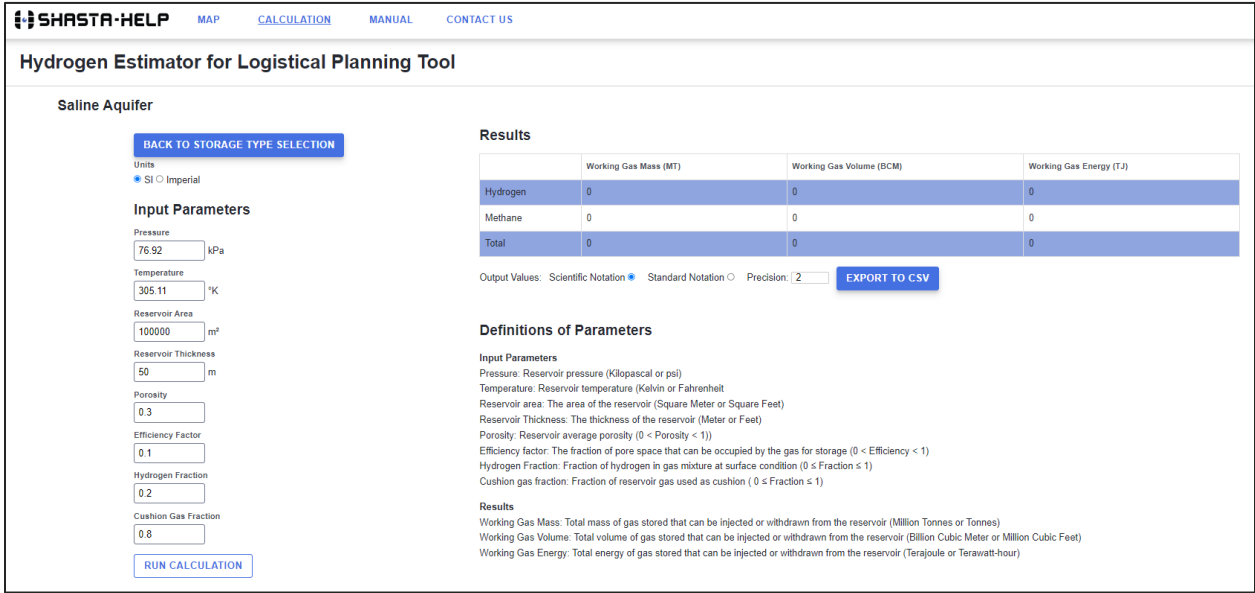 SHASTA-HELP MAP CALCULATION MANUAL CONTACT US
Hydrogen Estimator for Logistical Planning Tool
Saline Aquifer
BACK TO STORAGE TYPE SELECTION
Units
SI Imperial
Input Parameters
Pressure
76.92 kPa
Temperature
305.11 °K
Reservoir Area
100000 m²
Reservoir Thickness
50 m
Porosity
0.3
Efficiency Factor
0.1
Hydrogen Fraction
0.2
Cushion Gas Fraction
0.8
RUN CALCULATION
Results
Working Gas Mass (MT) Working Gas Volume (BCM) Working Gas Energy (TJ)
Hydrogen 0 0 0
Methane 0 0 0
Total 0 0 0
Output Values: Scientific Notation Standard Notation Precision: 2 EXPORT TO CSV
Definitions of Parameters
Input Parameters
Pressure: Reservoir pressure (Kilopascal or psi)
Temperature: Reservoir temperature (Kelvin or Fahrenheit
Reservoir area: The area of the reservoir (Square Meter or Square Feet)
Reservoir Thickness: The thickness of the reservoir (Meter or Feet)
Porosity: Reservoir average porosity (0 < Porosity < 1))
Efficiency factor: The fraction of pore space that can be occupied by the gas for storage (0 < Efficiency < 1)
Hydrogen Fraction: Fraction of hydrogen in gas mixture at surface condition (0 ≤ Fraction ≤ 1)
Cushion gas fraction: Fraction of reservoir gas used as cushion ( 0 ≤ Fraction ≤ 1)
Results
Working Gas Mass: Total mass of gas stored that can be injected or withdrawn from the reservoir (Million Tonnes or Tonnes)
Working Gas Volume: Total volume of gas stored that can be injected or withdrawn from the reservoir (Billion Cubic Meter or Million Cubic Feet)
Working Gas Energy: Total energy of gas stored that can be injected or withdrawn from the reservoir (Terajoule or Terawatt-hour)